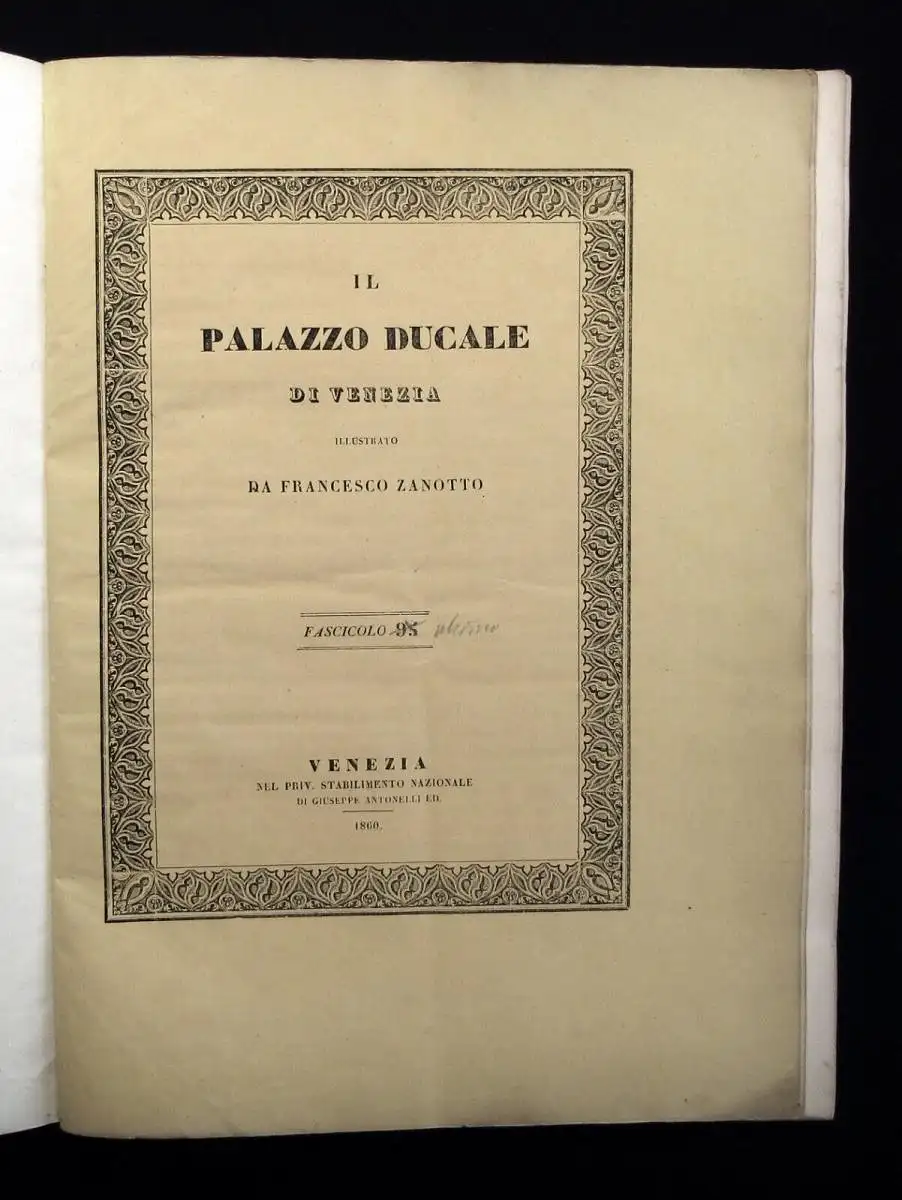 IL
PALAZZO DUCALE
DI VENEZIA
ILLUSTRATO
DA FRANCESCO ZANOTTO
FASCICOLO 95
VENEZIA
NEL PRIV. STABILIMENTO NAZIONALE
DI GIUSEPPE ANTONELLI ED.
1860.